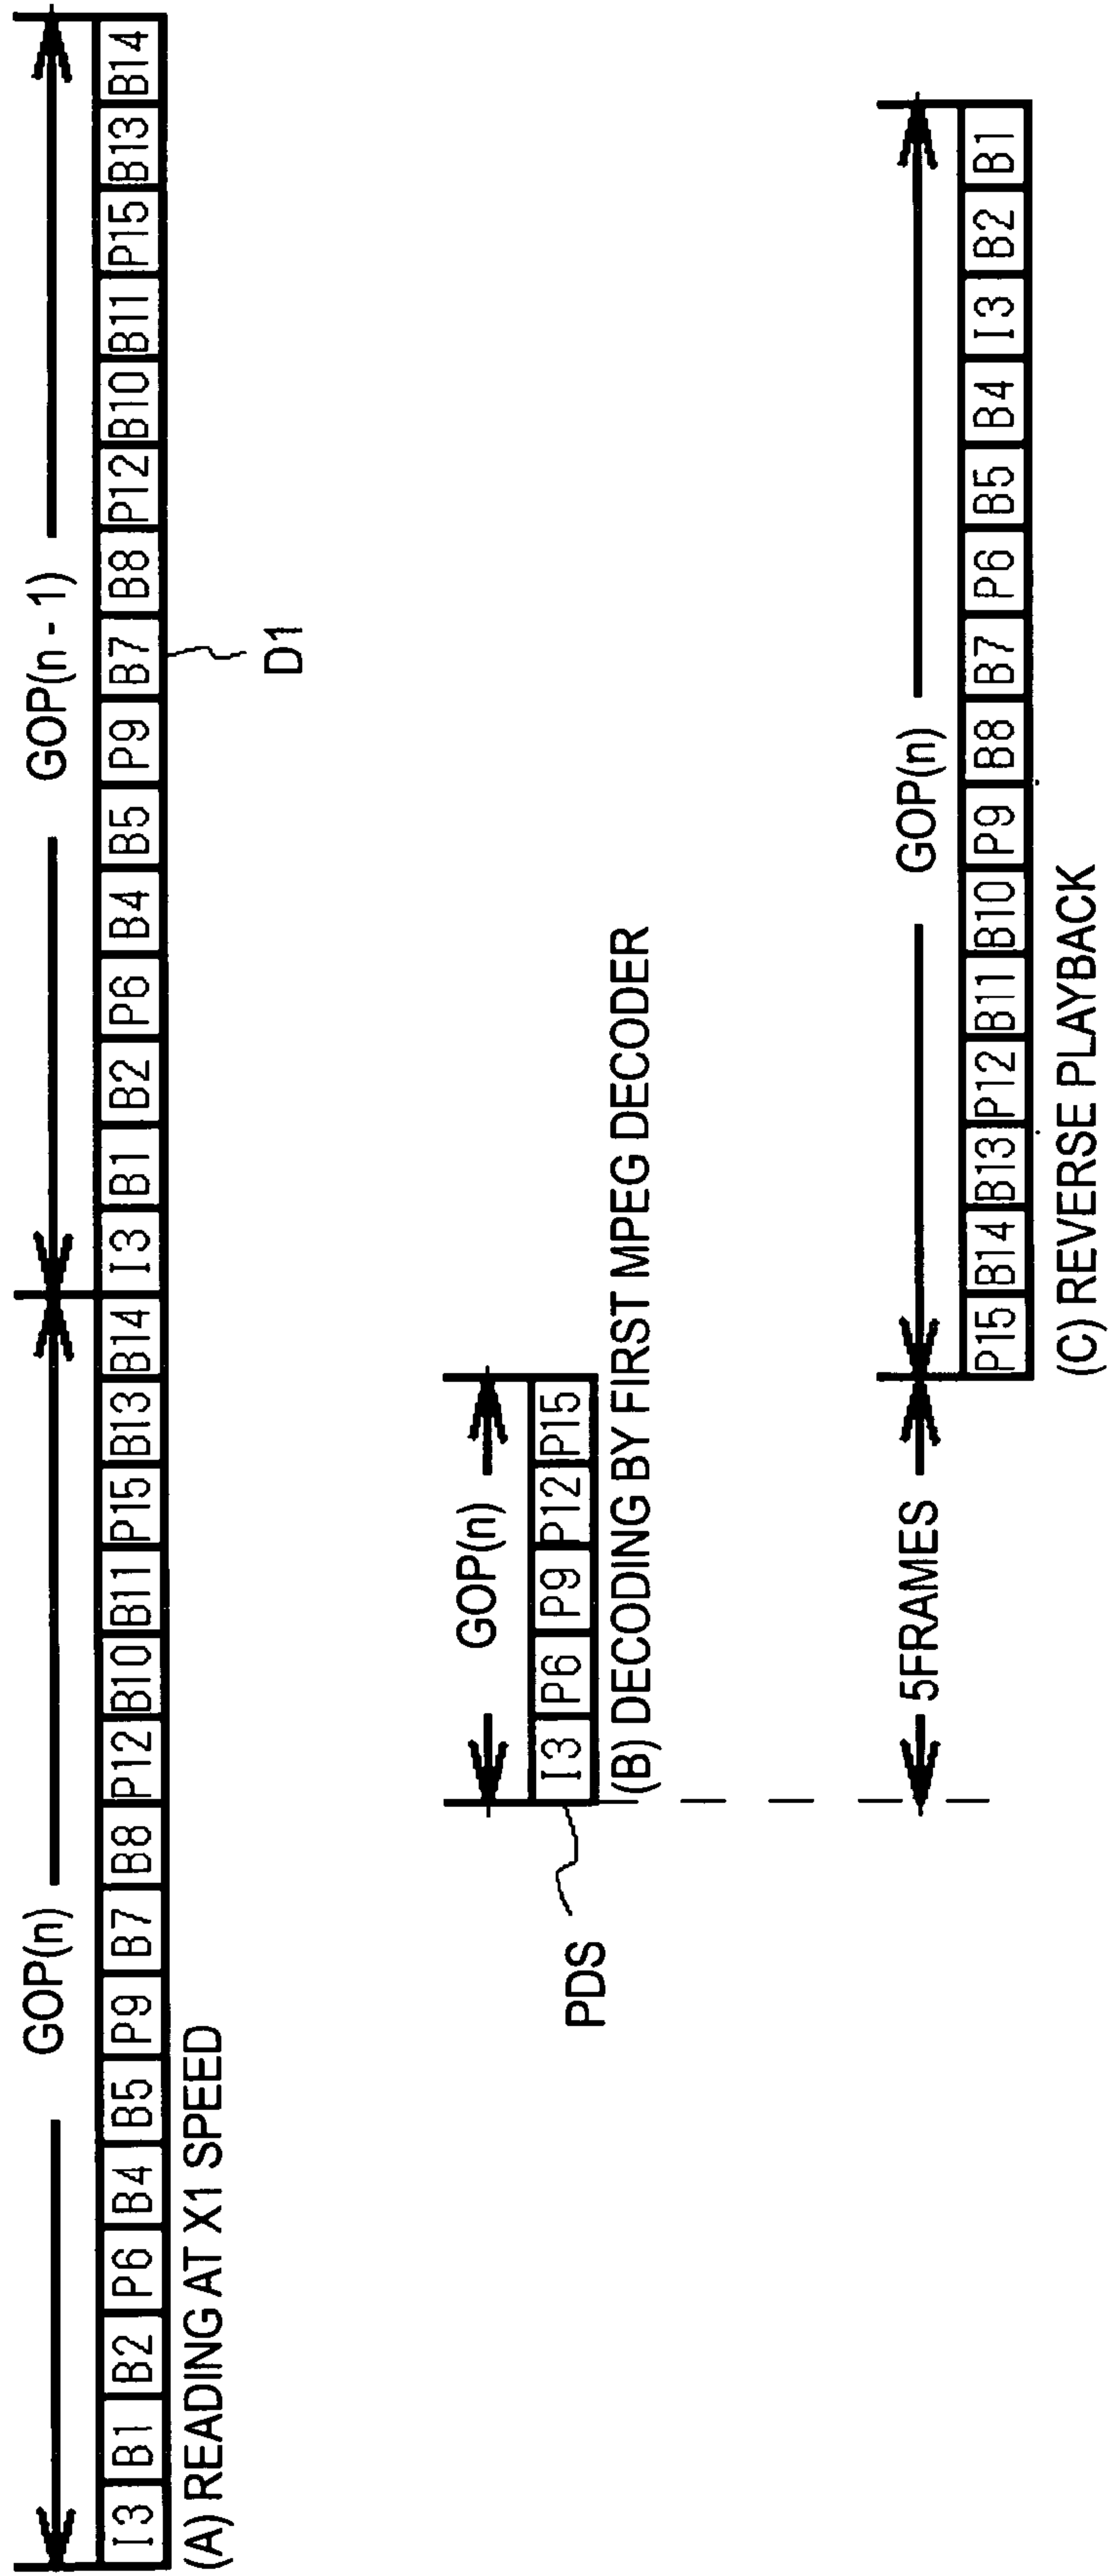 GOP(n) GOP(n - 1)
I3 B1 B2 P6 B4 B5 P9 B7 B8 P12 B10 B11 P15 B13 B14 I3 B1 B2 P6 B4 B5 P9 B7 B8 P12 B10 B11 P15 B13 B14
(A) READING AT X1 SPEED
D1
GOP(n)
I3 P6 P9 P12 P15
PDS
(B) DECODING BY FIRST MPEG DECODER
5FRAMES GOP(n)
P15 B14 B13 P12 B11 B10 P9 B8 B7 P6 B5 B4 I3 B2 B1
(C) REVERSE PLAYBACK